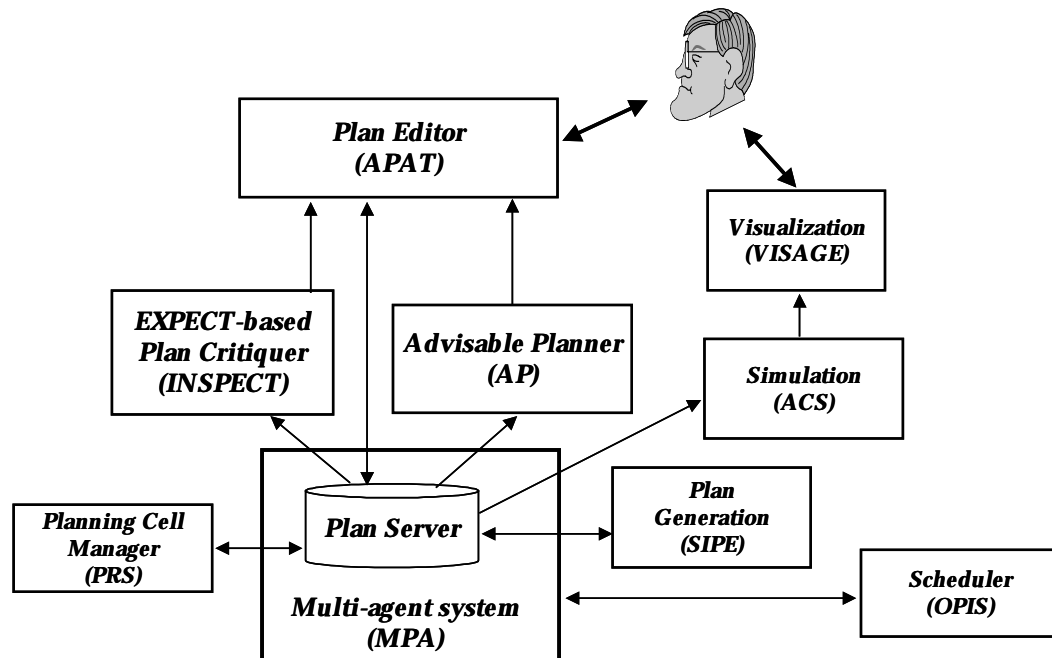 Plan Editor
(APAT)
Visualization
(VISAGE)
EXPECT-based
Plan Critiquer
(INSPECT)
Advisable Planner
(AP)
Simulation
(ACS)
Planning Cell
Manager
(PRS)
Plan Server
Plan
Generation
(SIPE)
Multi-agent system
(MPA)
Scheduler
(OPIS)